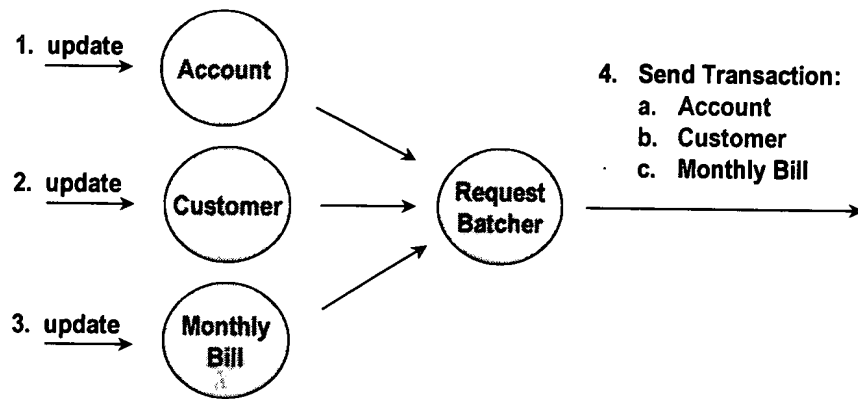 1. update
Account
2. update
Customer
3. update
Monthly
Bill
Request
Batcher
4. Send Transaction:
a. Account
b. Customer
c. Monthly Bill